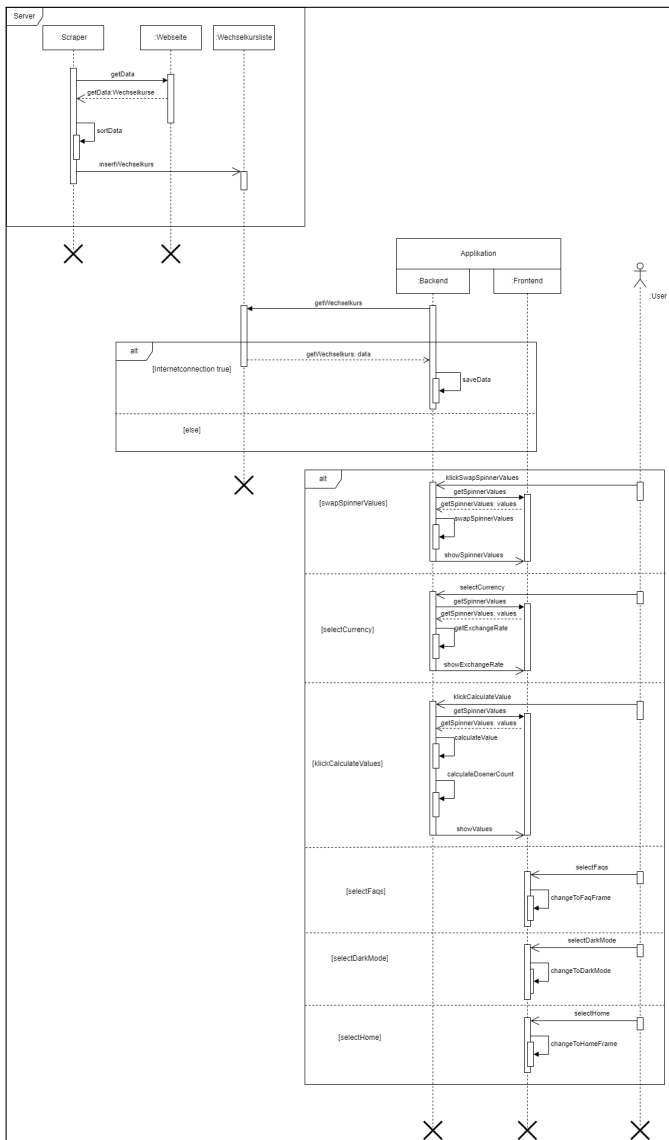 Server
:Scraper
:Webseite
:Wechselkursliste
getData
getData:Wechselkurse
sortData
insertWechselkurs
Applikation
:Backend
:Frontend
:User
getWechselkurs
alt
getWechselkurs: data
[Internetconnection true]
saveData
[else]
alt
klickSwapSpinnerValues
getSpinnerValues
[swapSpinnerValues]
getSpinnerValues: values
swapSpinnerValues
showSpinnerValues
selectCurrency
getSpinnerValues
getSpinnerValues: values
[selectCurrency]
getExchangeRate
showExchangeRate
klickCalculateValue
getSpinnerValues
getSpinnerValues: values
calculateValue
[klickCalculateValues]
calculateDoenerCount
showValues
selectFaqs
[selectFaqs]
changeToFaqFrame
selectDarkMode
[selectDarkMode]
changeToDarkMode
selectHome
[selectHome]
changeToHomeFrame